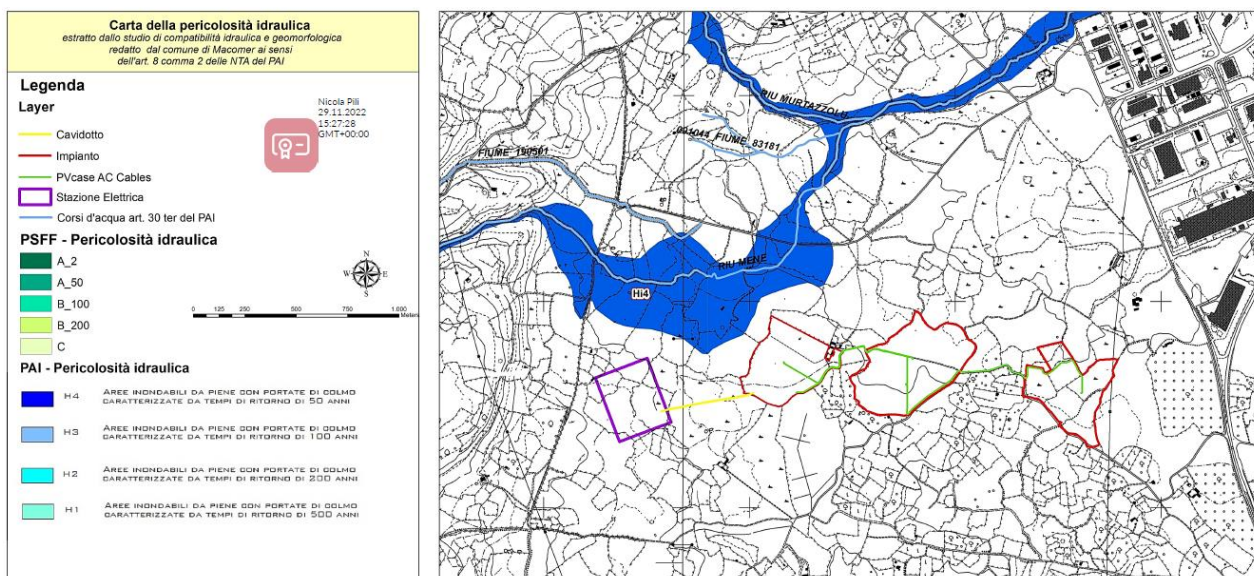 Carta della pericolosità idraulica
estratto dallo studio di compatibilità idraulica e geomorfologica
redatto dal comune di Macomer ai sensi
dell'art. 8 comma 2 delle NTA del PAI
Legenda
Layer
Cavidotto
Impianto
PVcase AC Cables
Stazione Elettrica
Corsi d'acqua art. 30 ter del PAI
Nicola Pili
29.11.2022
15:27:28
GMT+00:00
PSFF - Pericolosità idraulica
A_2
A_50
B_100
B_200
C
N
W E
S
0 250 500 750 1.000
Meters
PAI - Pericolosità idraulica
H4 AREE INONDABILI DA PIENE CON PORTATE DI COLMO
CARATTERIZZATE DA TEMPI DI RITORNO DI 50 ANNI
H3 AREE INONDABILI DA PIENE CON PORTATE DI COLMO
CARATTERIZZATE DA TEMPI DI RITORNO DI 100 ANNI
H2 AREE INONDABILI DA PIENE CON PORTATE DI COLMO
CARATTERIZZATE DA TEMPI DI RITORNO DI 200 ANNI
H1 AREE INONDABILI DA PIENE CON PORTATE DI COLMO
CARATTERIZZATE DA TEMPI DI RITORNO DI 500 ANNI
RIU MURTAZZOLU
091044_FIUME_83181
FIUME_190501
RIU MENE
Hi4